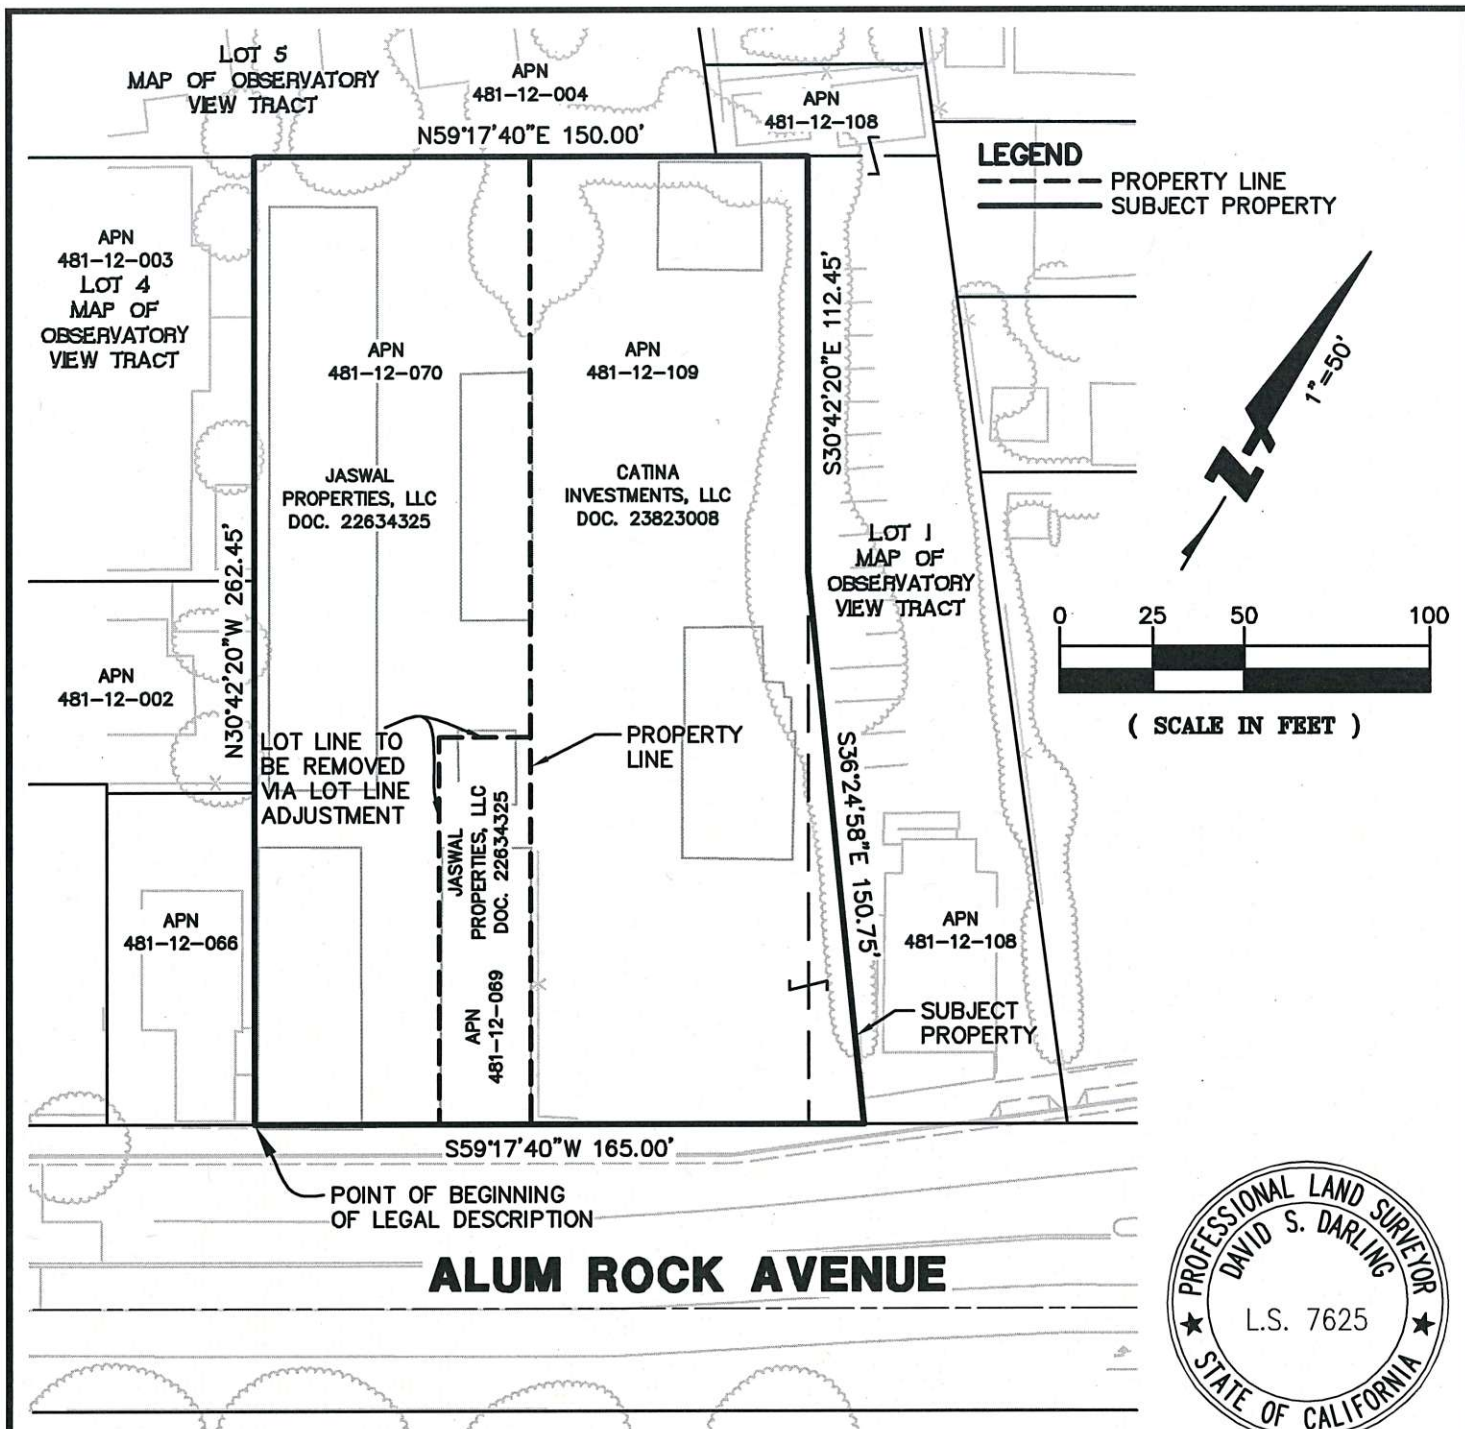 LOT 5
MAP OF OBSERVATORY
VIEW TRACT
APN
481-12-004
APN
481-12-108
N59°17'40"E 150.00'
LEGEND
PROPERTY LINE
SUBJECT PROPERTY
APN
481-12-003
LOT 4
MAP OF
OBSERVATORY
VIEW TRACT
APN
481-12-070
APN
481-12-109
S30°42'20"E 112.45'
1"=50'
N
JASWAL
PROPERTIES, LLC
DOC. 22634325
CATINA
INVESTMENTS, LLC
DOC. 23823008
N30°42'20"W 262.45'
LOT 1
MAP OF
OBSERVATORY
VIEW TRACT
0 25 50 100
( SCALE IN FEET )
APN
481-12-002
LOT LINE TO
BE REMOVED
VIA LOT LINE
ADJUSTMENT
PROPERTY
LINE
S36°24'58"E 150.75'
JASWAL
PROPERTIES, LLC
DOC. 22634325
APN
481-12-066
APN
481-12-108
APN
481-12-069
SUBJECT
PROPERTY
S59°17'40"W 165.00'
POINT OF BEGINNING
OF LEGAL DESCRIPTION
ALUM ROCK AVENUE
PROFESSIONAL LAND SURVEYOR
DAVID S. DARLING
L.S. 7625
STATE OF CALIFORNIA